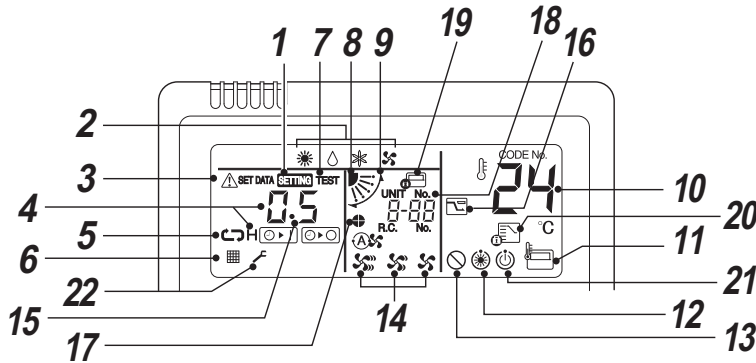 1 7 8 9 19 18 16
2
3
4
5
6
22
15
17
14
13
12
21
11
20
10
CODE No.
SET DATA SETTING TEST
UNIT No.
24
0.5
8-88
R.C. No.
°C
H
A